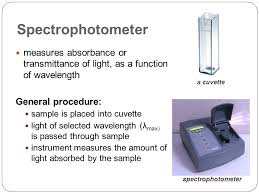 Spectrophotometer
measures absorbance or
transmittance of light, as a function
of wavelength
a cuvette
General procedure:
sample is placed into cuvette
light of selected wavelength (λmax)
is passed through sample
instrument measures the amount of
light absorbed by the sample
spectrophotometer